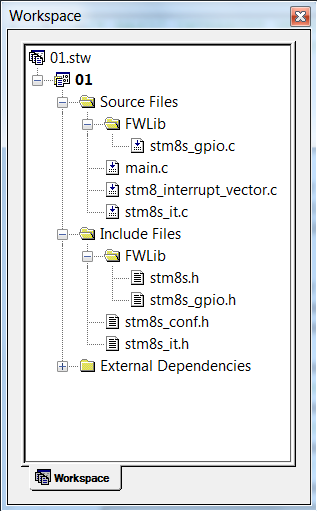 Workspace
01.stw
01
Source Files
FWLib
stm8s_gpio.c
main.c
stm8_interrupt_vector.c
stm8s_it.c
Include Files
FWLib
stm8s.h
stm8s_gpio.h
stm8s_conf.h
stm8s_it.h
External Dependencies
Workspace